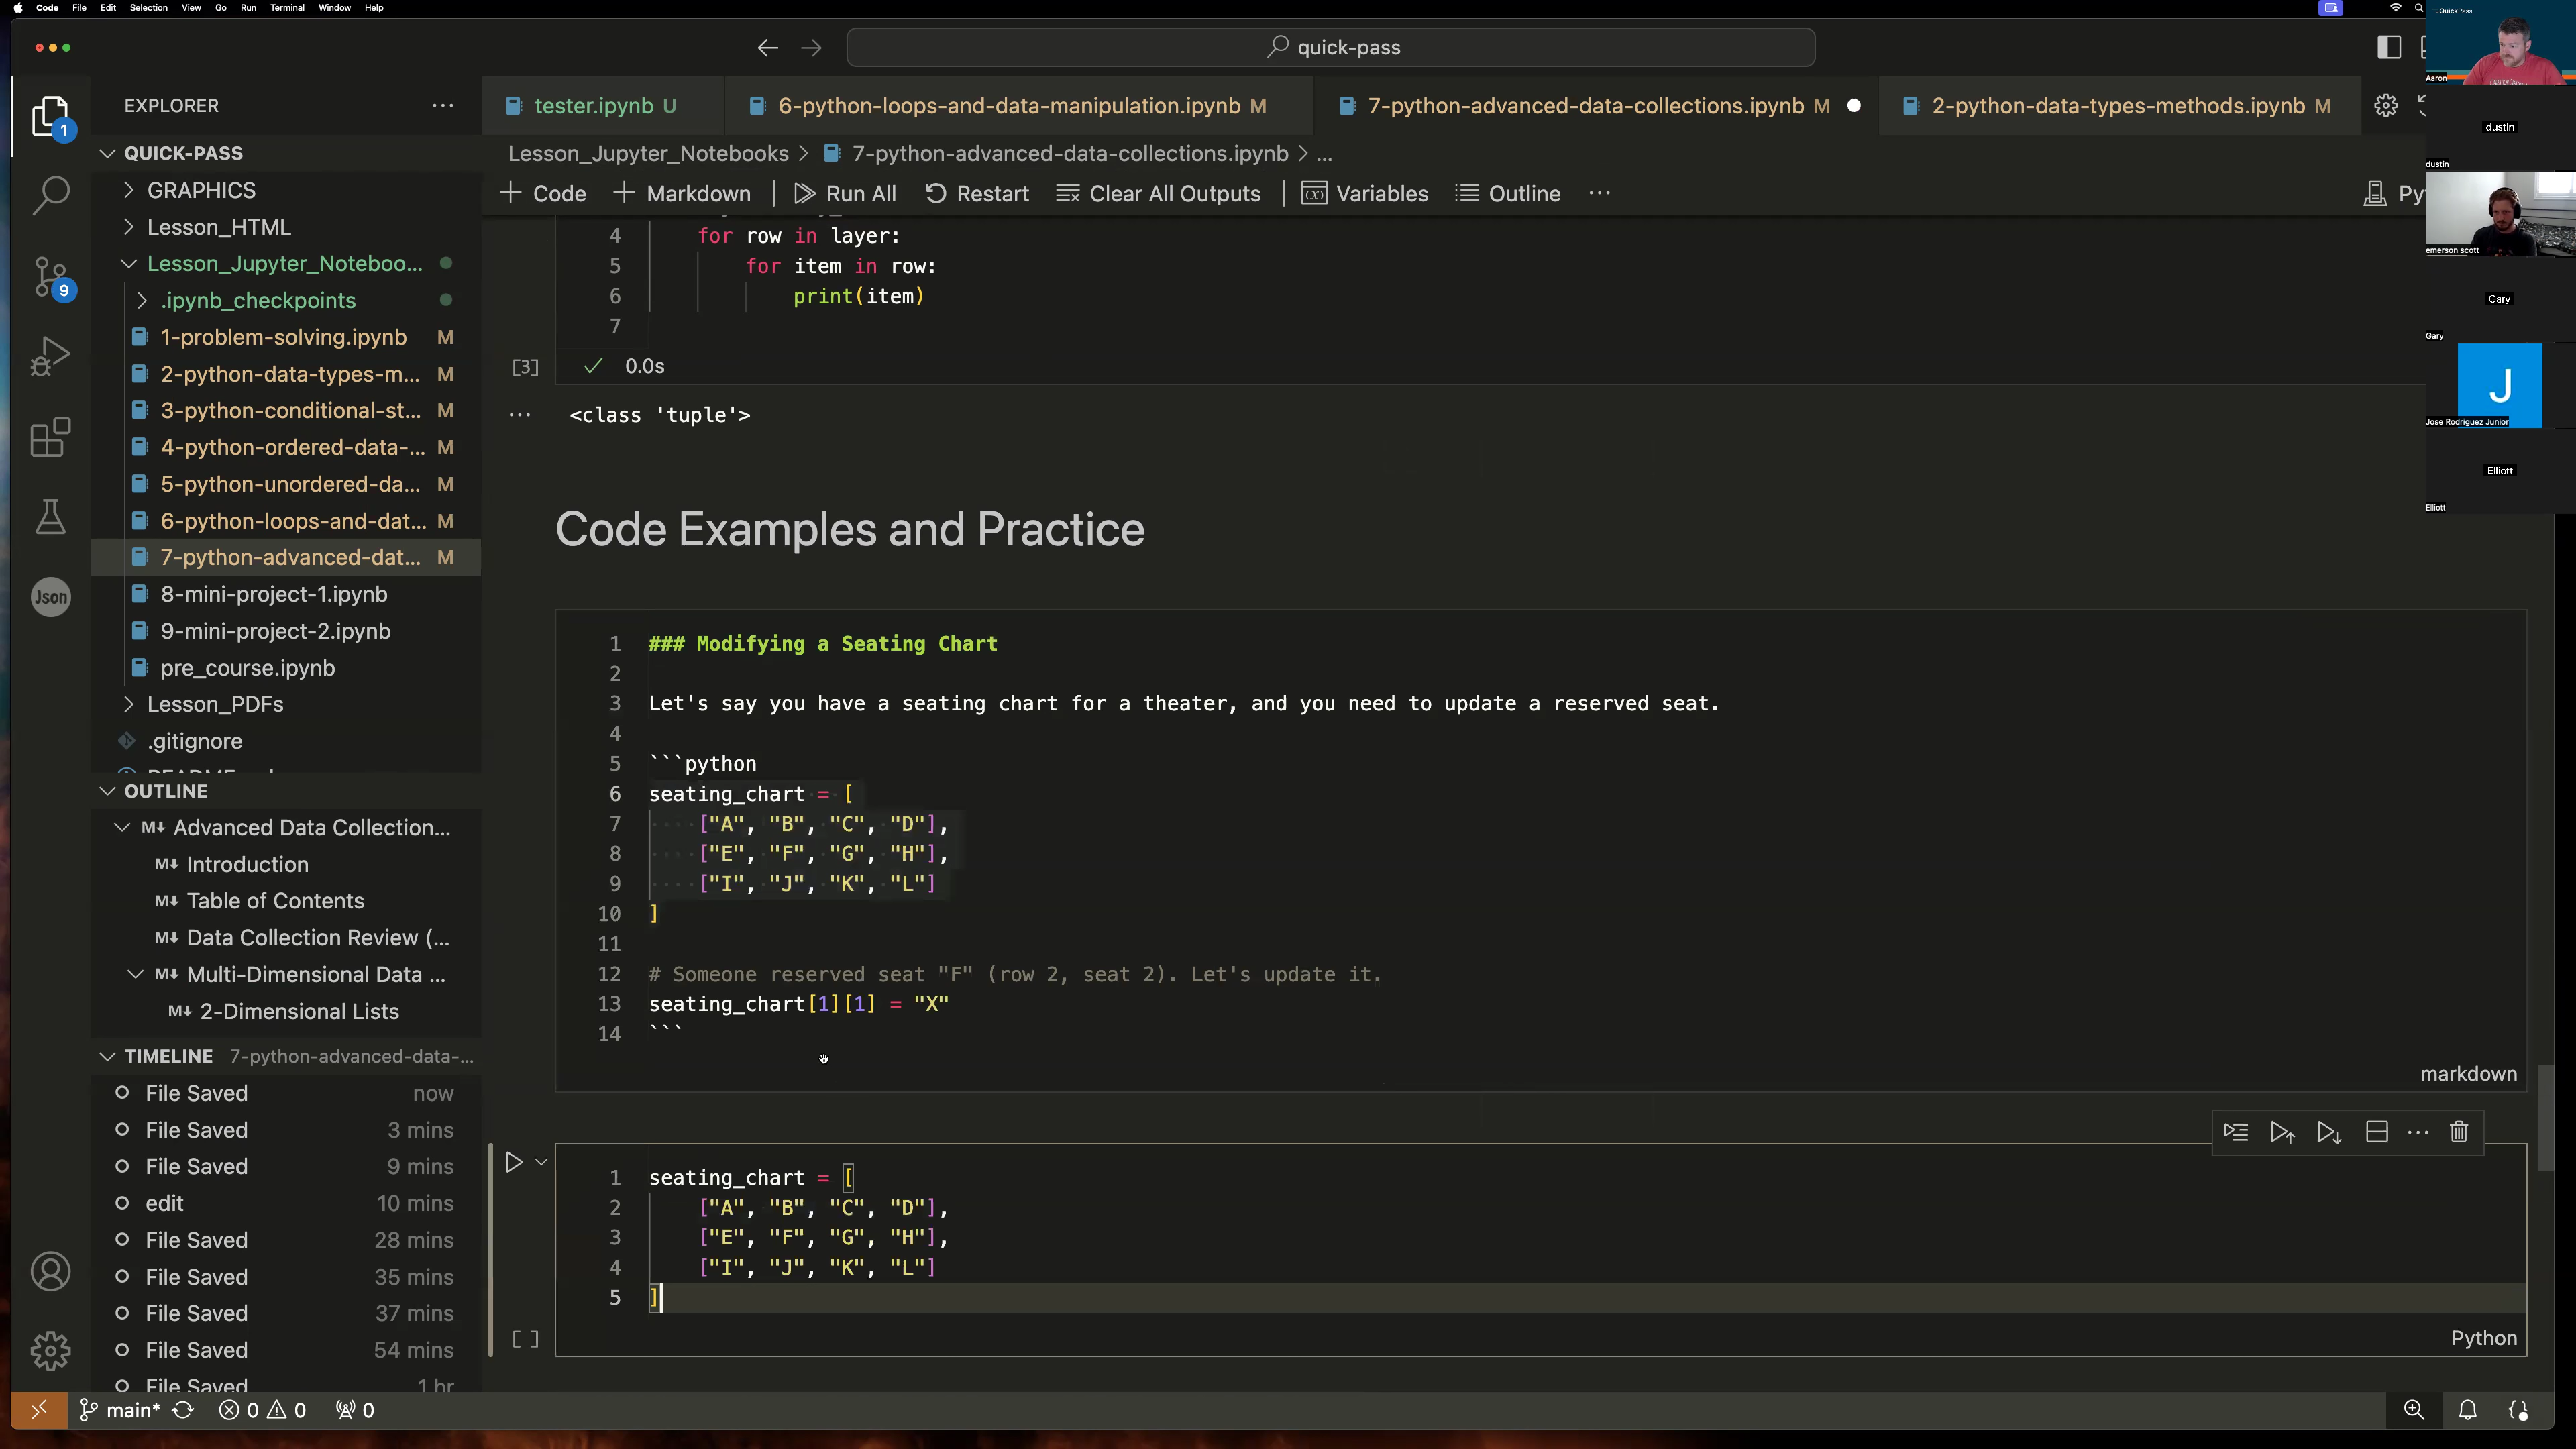 Code File Edit Selection View Go Run Terminal Window Help
quick-pass
EXPLORER
1
QUICK-PASS
GRAPHICS
Lesson_HTML
Lesson_Jupyter_Noteboo...
9
.ipynb_checkpoints
1-problem-solving.ipynb M
2-python-data-types-m... M
3-python-conditional-st... M
4-python-ordered-data-... M
5-python-unordered-da... M
6-python-loops-and-dat... M
7-python-advanced-dat... M
Json
8-mini-project-1.ipynb
9-mini-project-2.ipynb
pre_course.ipynb
Lesson_PDFs
.gitignore
OUTLINE
Advanced Data Collection...
Introduction
Table of Contents
Data Collection Review (...
Multi-Dimensional Data ...
2-Dimensional Lists
TIMELINE 7-python-advanced-data-...
File Saved now
File Saved 3 mins
File Saved 9 mins
edit 10 mins
File Saved 28 mins
File Saved 35 mins
File Saved 37 mins
File Saved 54 mins
File Saved 1 hr
tester.ipynb U
6-python-loops-and-data-manipulation.ipynb M
7-python-advanced-data-collections.ipynb M
2-python-data-types-methods.ipynb M
Lesson_Jupyter_Notebooks > 7-python-advanced-data-collections.ipynb > ...
+ Code + Markdown | Run All Restart Clear All Outputs | Variables Outline ... Py
4 for row in layer:
5 for item in row:
6 print(item)
7
[3] 0.0s
... <class 'tuple'>
Code Examples and Practice
1 ### Modifying a Seating Chart
2
3 Let's say you have a seating chart for a theater, and you need to update a reserved seat.
4
5 ```python
6 seating_chart = [
7 ["A", "B", "C", "D"],
8 ["E", "F", "G", "H"],
9 ["I", "J", "K", "L"]
10 ]
11
12 # Someone reserved seat "F" (row 2, seat 2). Let's update it.
13 seating_chart[1][1] = "X"
14 ```
markdown
1 seating_chart = [
2 ["A", "B", "C", "D"],
3 ["E", "F", "G", "H"],
4 ["I", "J", "K", "L"]
5 ]
[ ]
Python
main* 0 0 0
QuickPass
Aaron
dustin
dustin
emerson scott
Gary
Gary
J
Jose Rodriguez Junior
Elliott
Elliott